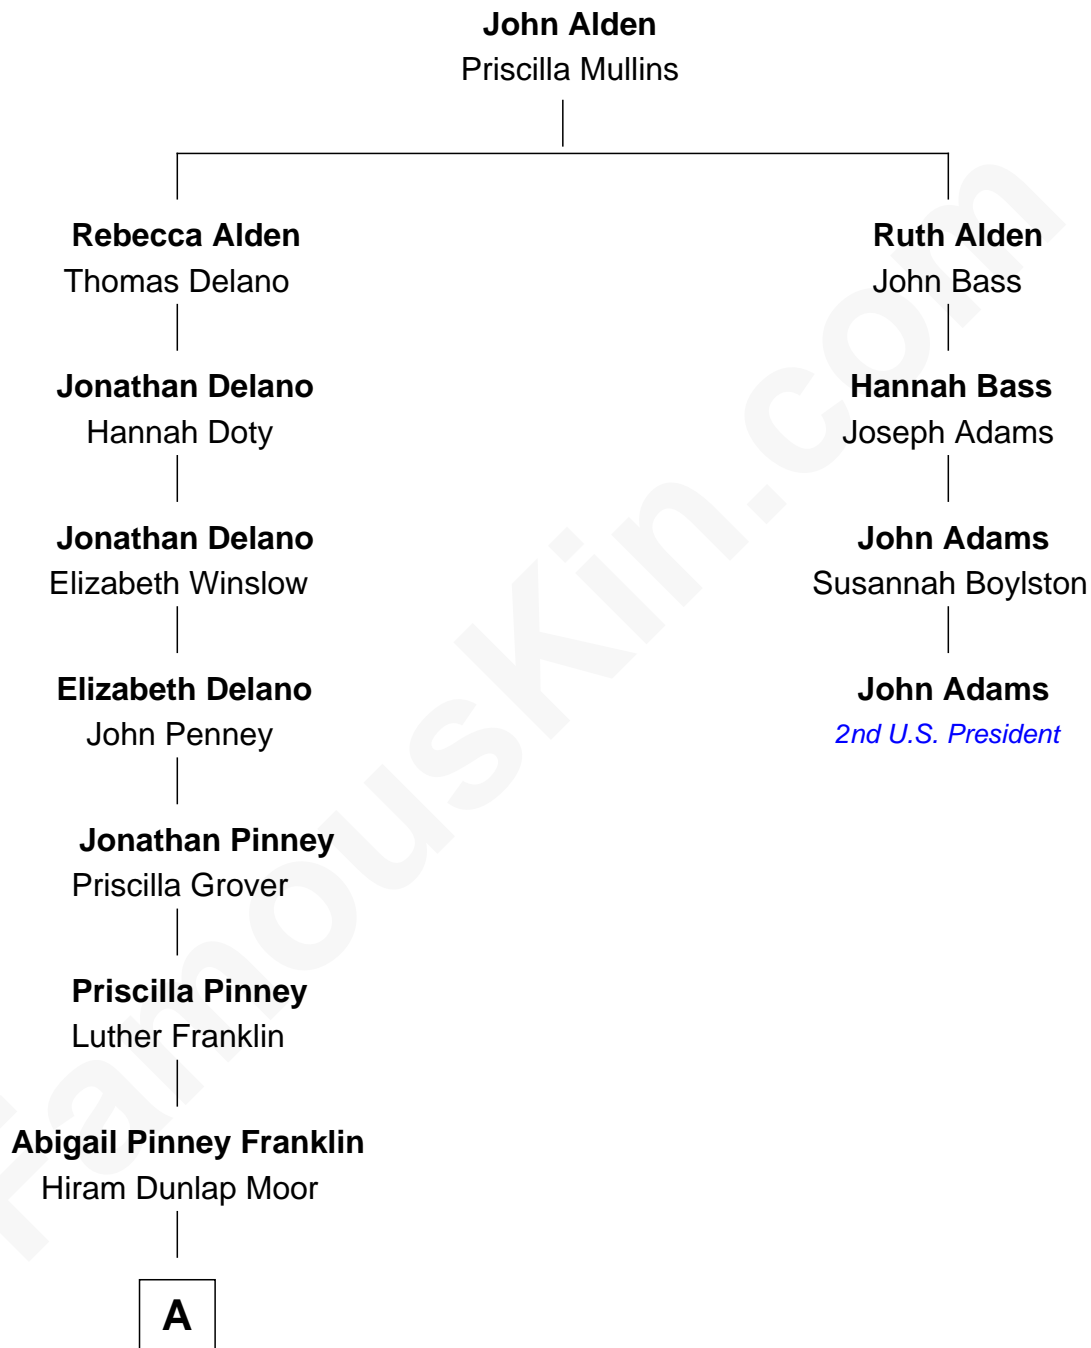 John Alden
Priscilla Mullins
Rebecca Alden
Thomas Delano
Ruth Alden
John Bass
Jonathan Delano
Hannah Doty
Hannah Bass
Joseph Adams
Jonathan Delano
Elizabeth Winslow
John Adams
Susannah Boylston
Elizabeth Delano
John Penney
John Adams
2nd U.S. President
Jonathan Pinney
Priscilla Grover
Priscilla Pinney
Luther Franklin
Abigail Pinney Franklin
Hiram Dunlap Moor
A
FamousKin.com